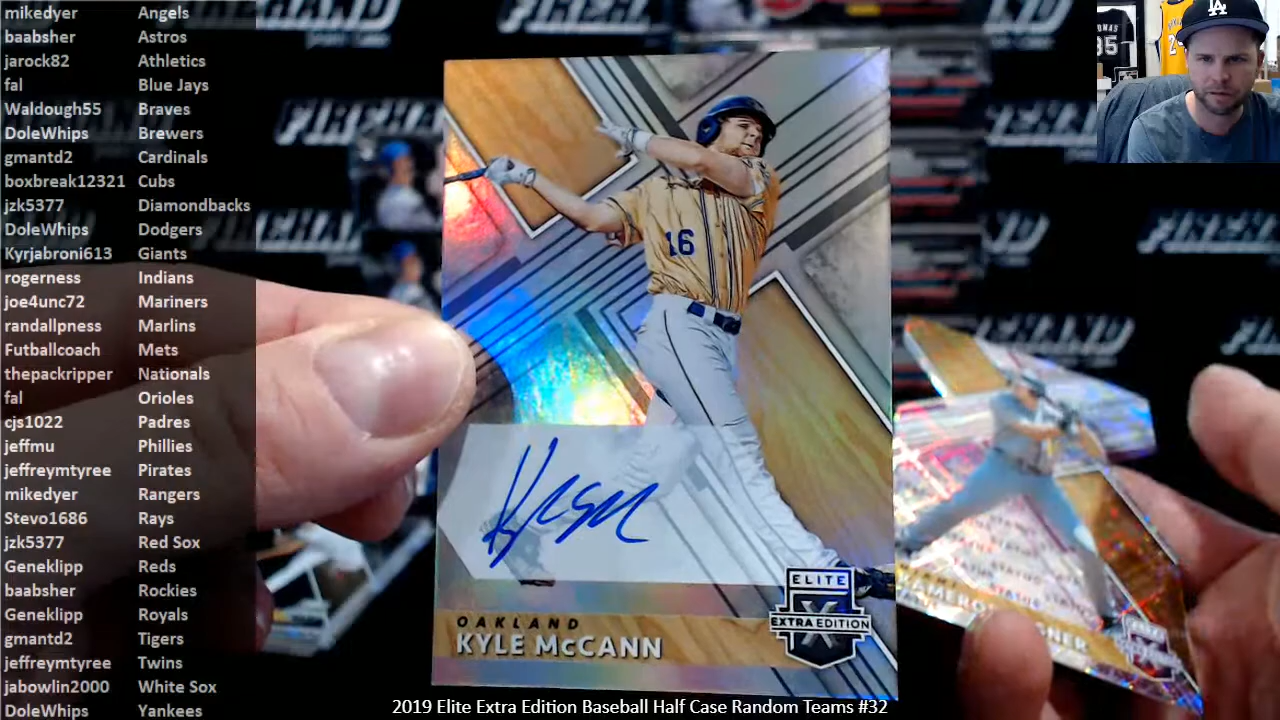 mikedyer Angels
baabsher Astros
jarock82 Athletics
fal Blue Jays
Waldough55 Braves
DoleWhips Brewers
gmantd2 Cardinals
boxbreak12321 Cubs
jzk5377 Diamondbacks
DoleWhips Dodgers
Kyrjabroni613 Giants
rogerness Indians
joe4unc72 Mariners
randallpness Marlins
Futballcoach Mets
thepackripper Nationals
fal Orioles
cjs1022 Padres
jeffmu Phillies
jeffreymtyree Pirates
mikedyer Rangers
Stevo1686 Rays
jzk5377 Red Sox
Geneklipp Reds
baabsher Rockies
Geneklipp Royals
gmantd2 Tigers
jeffreymtyree Twins
jabowlin2000 White Sox
DoleWhips Yankees
16
ELITE
X
EXTRA EDITION
OAKLAND
KYLE McCANN
LA
2019 Elite Extra Edition Baseball Half Case Random Teams #32